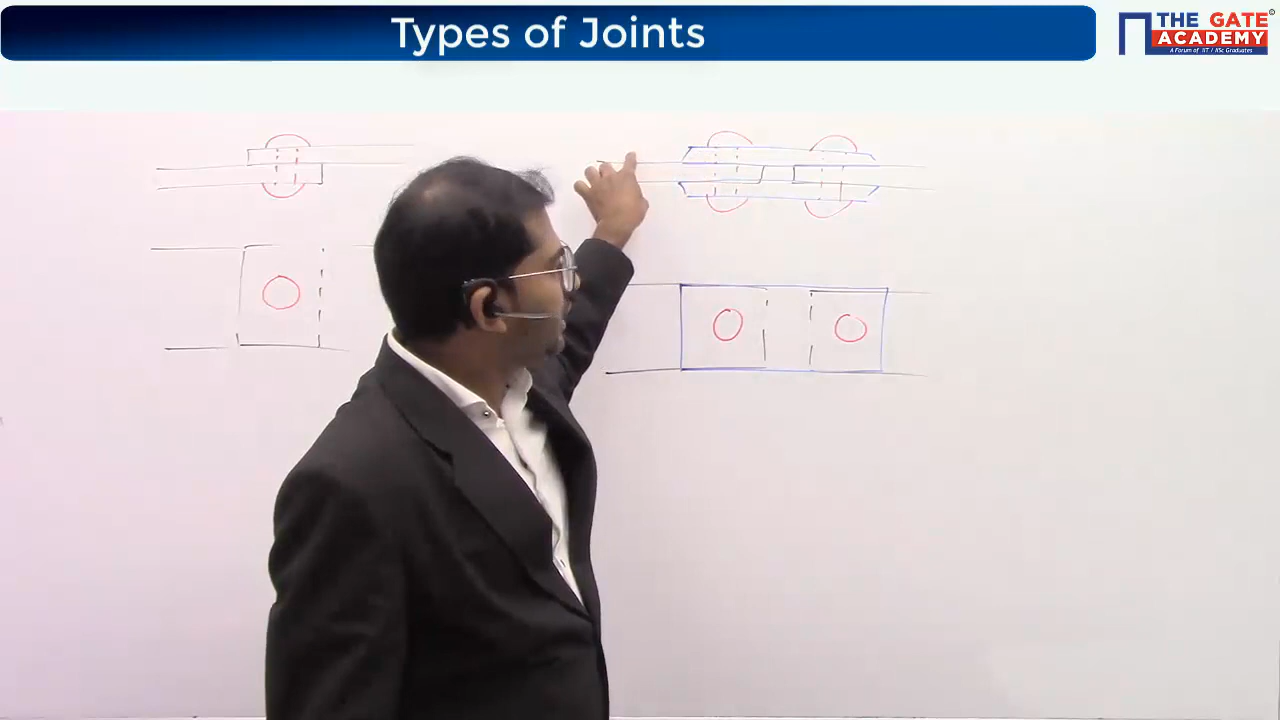 Types of Joints
THE GATE
ACADEMY
A Forum of IIT / IISc Graduates
©